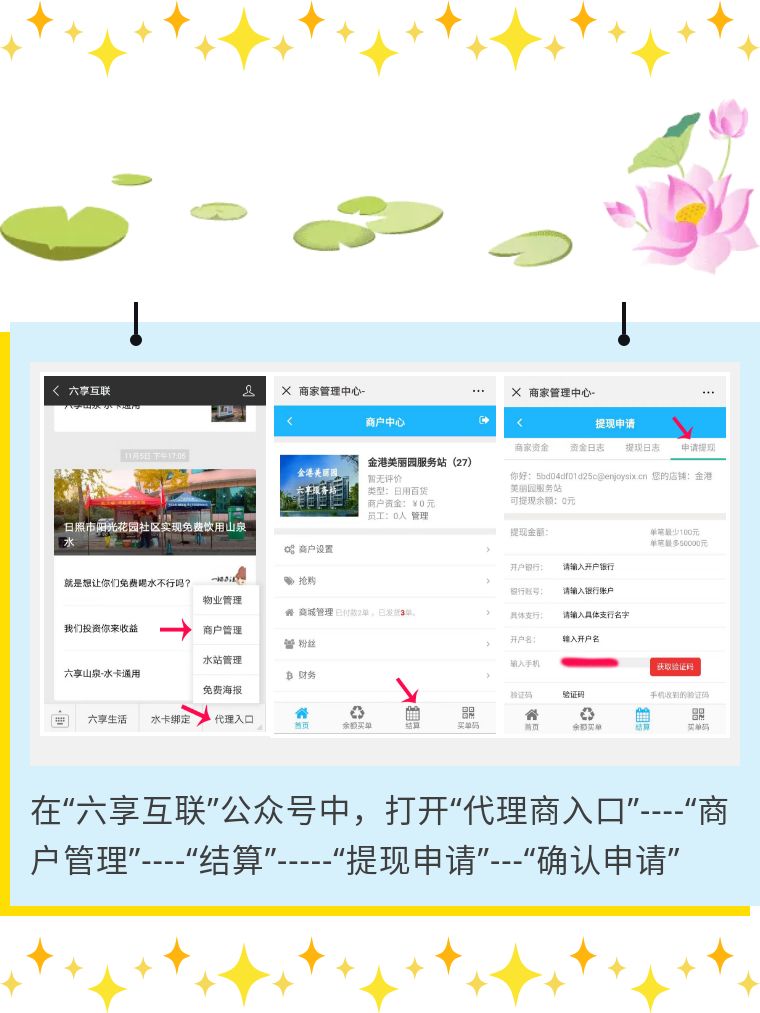 六享互联
11月5日 下午17:05
日照市阳光花园社区实现免费饮用山泉
水
就是想让你们免费喝水不行吗？
我们投资你来收益
六享山泉-水卡通用
物业管理
商户管理
水站管理
免费海报
六享生活
水卡绑定
代理入口
商家管理中心-
商户中心
金港美丽园
六享服务站
金港美丽园服务站（27）
暂无评价
类型：日用百货
商户资金：￥0 元
员工：0人 管理
商户设置
抢购
商城管理 已付款2单，已发货3单。
粉丝
财务
首页
余额买单
结算
买单码
商家管理中心-
提现申请
商家资金
资金日志
提现日志
申请提现
你好：5bd04df01d25c@enjoysix.cn 您的店铺：金港
美丽园服务站
可提现余额：0元
提现金额：
单笔最少100元
单笔最多50000元
开户银行：
请输入开户银行
银行账号：
请输入银行账户
具体支行：
请输入具体支行名字
开户名：
输入开户名
输入手机
获取验证码
验证码
验证码
手机收到的验证码
首页
余额买单
结算
买单码
在“六享互联”公众号中，打开“代理商入口”----“商
户管理”----“结算”-----“提现申请”---“确认申请”